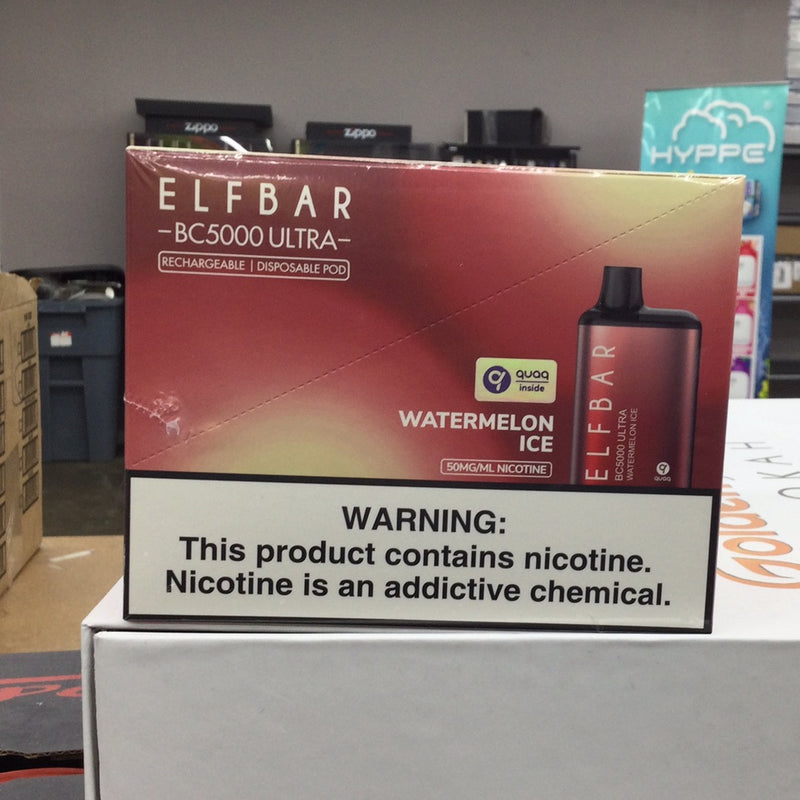 zippo
zippo
HYPPE
ELFBAR
-BC5000 ULTRA-
RECHARGEABLE | DISPOSABLE POD
quaq
inside
WATERMELON
ICE
50MG/ML NICOTINE
ELFBAR
BC5000 ULTRA
WATERMELON ICE
quaq
WARNING:
This product contains nicotine.
Nicotine is an addictive chemical.